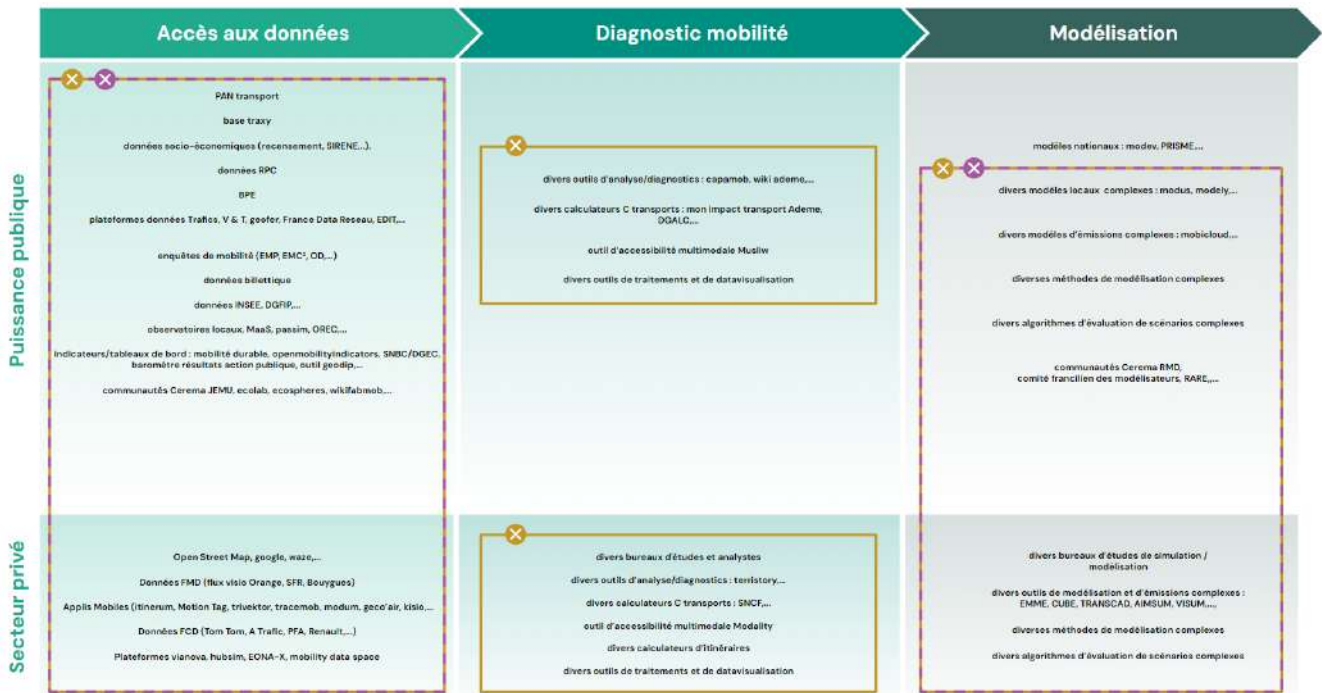 Accès aux données
Diagnostic mobilité
Modélisation
Puissance publique
PAN transport
base traxy
données socio-économiques (recensement, SIRENE,..).
données RPC
BPE
plateformes données Trafics, V & T, geofer, France Data Reseau, EDIT,...
enquêtes de mobilité (EMP, EMC², OD,...)
données billettique
données INSEE, DGFIP,...
observatoires locaux, MaaS, passim, OREC,...
indicateurs/tableaux de bord : mobilité durable, openmobilityindicators, SNBC/DGEC,
baromètre résultats action publique, outil geodip,...
communautés Cerema JEMU, ecolab, ecospheres, wikifabmob,...
divers outils d'analyse/diagnostics : capamob, wiki ademe,...
divers calculateurs C transports : mon impact transport Ademe,
DGALC,...
outil d'accessibilité multimodale Musliw
divers outils de traitements et de datavisualisation
modèles nationaux : modev, PRISME,...
divers modèles locaux complexes : modus, modely,...
divers modèles d'émissions complexes : mobicloud,...
diverses méthodes de modélisation complexes
divers algorithmes d'évaluation de scénarios complexes
communautés Cerema RMD,
comité francilien des modélisateurs, RARE,,...
Secteur privé
Open Street Map, google, waze,...
Données FMD (flux visio Orange, SFR, Bouygues)
Applis Mobiles (itinerum, Motion Tag, trivektor, tracemob, modum, geco'air, kisio,...
Données FCD (Tom Tom, A Trafic, PFA, Renault,...)
Plateformes vianova, hubsim, EONA-X, mobility data space
divers bureaux d'études et analystes
divers outils d'analyse/diagnostics : terristory,...
divers calculateurs C transports : SNCF,...
outil d'accessibilité multimodale Modality
divers calculateurs d'itinéraires
divers outils de traitements et de datavisualisation
divers bureaux d'études de simulation /
modélisation
divers outils de modélisation et d'émissions complexes :
EMME, CUBE, TRANSCAD, AIMSUM, VISUM,...,
diverses méthodes de modélisation complexes
divers algorithmes d'évaluation de scénarios complexes